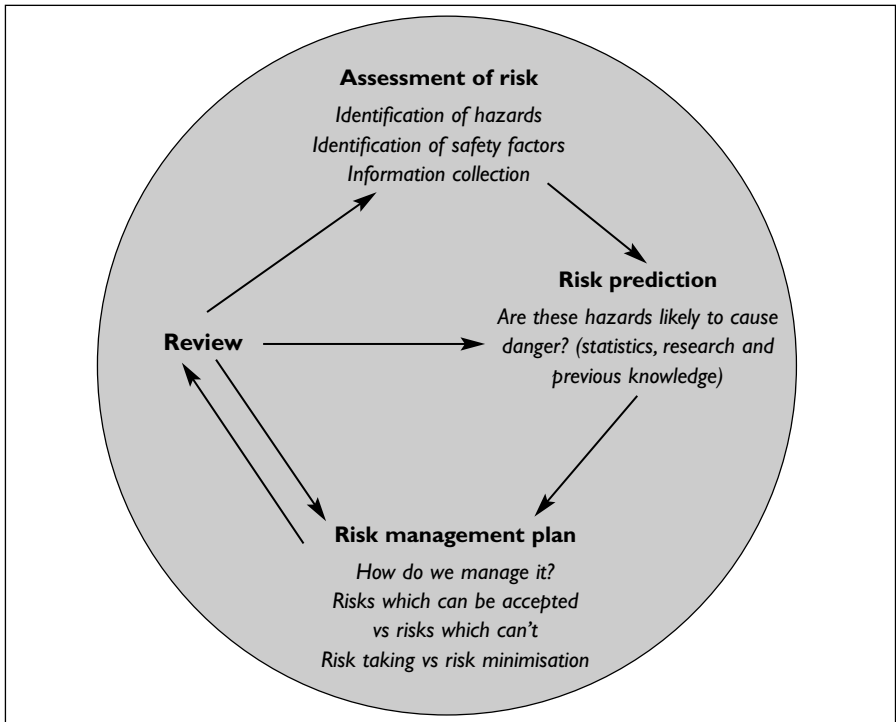 Assessment of risk
Identification of hazards
Identification of safety factors
Information collection
Risk prediction
Are these hazards likely to cause
danger? (statistics, research and
previous knowledge)
Review
Risk management plan
How do we manage it?
Risks which can be accepted
vs risks which can't
Risk taking vs risk minimisation